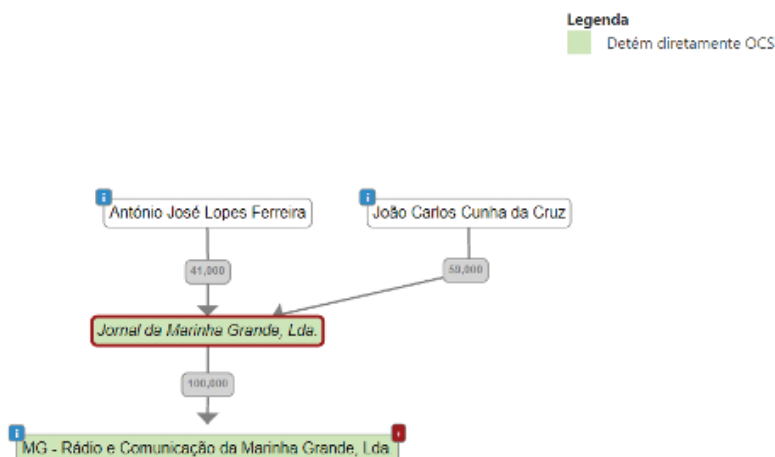 Legenda
Detém diretamente OCS
António José Lopes Ferreira
João Carlos Cunha da Cruz
41,000
59,000
Jornal da Marinha Grande, Lda.
100,000
MG - Rádio e Comunicação da Marinha Grande, Lda